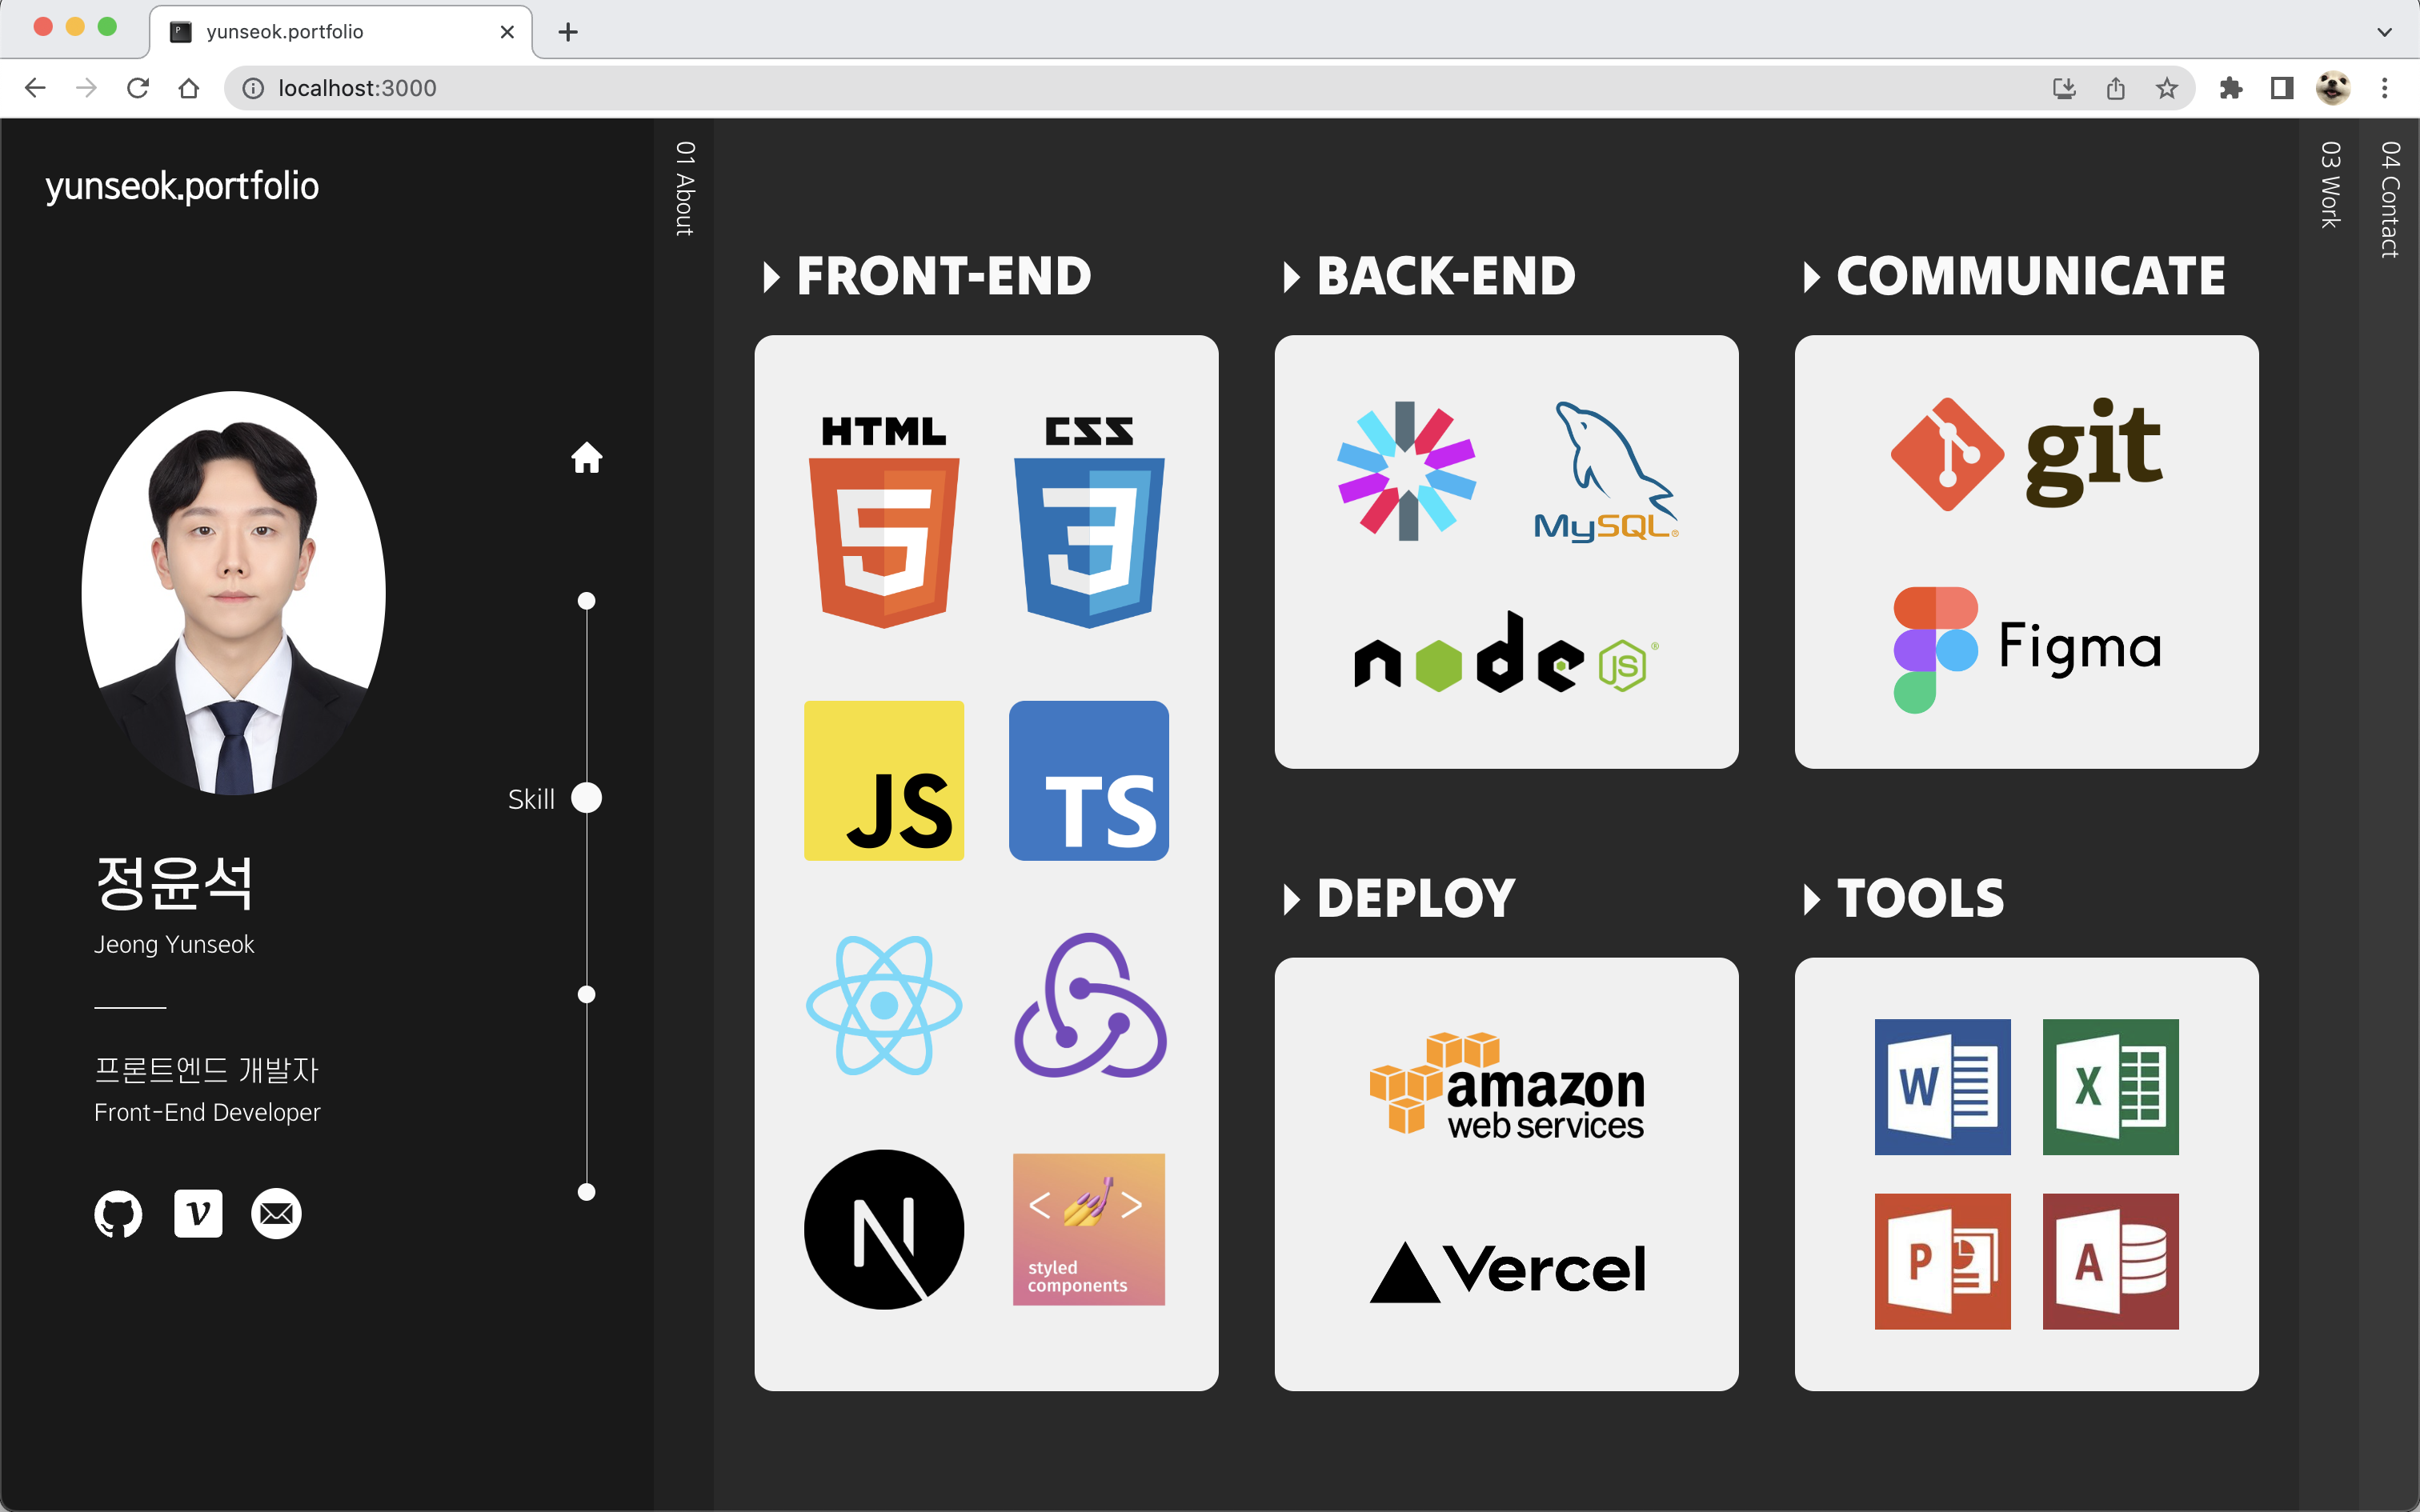 yunseok.portfolio
localhost:3000
yunseok.portfolio
Skill
정윤석
Jeong Yunseok
프론트엔드 개발자
Front-End Developer
01 About
FRONT-END
HTML
CSS
5
3
JS
TS
N
styled
components
BACK-END
MySQL®
node
JS®
COMMUNICATE
git
Figma
DEPLOY
amazon
web services
Vercel
TOOLS
W
X
P
A
03 Work
04 Contact